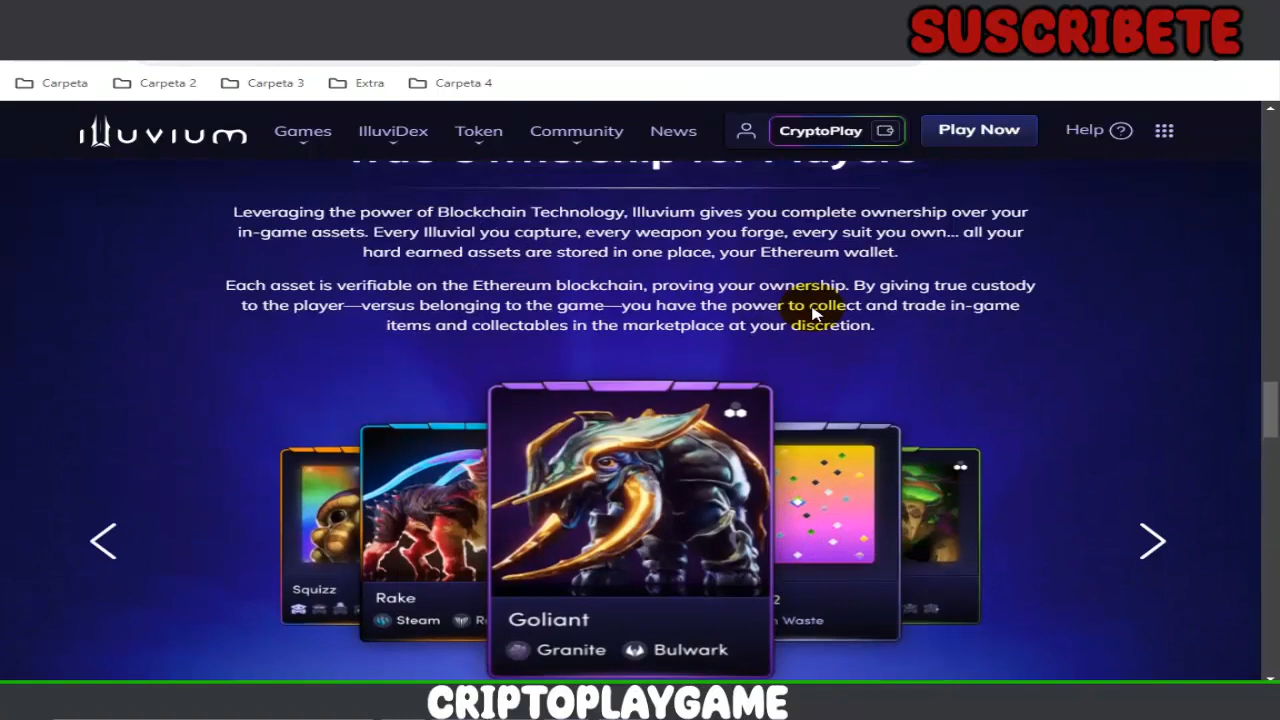 SUSCRIBETE
Carpeta Carpeta 2 Carpeta 3 Extra Carpeta 4
illuvium Games IlluviDex Token Community News CryptoPlay Play Now Help ?
True Ownership for Players
Leveraging the power of Blockchain Technology, Illuvium gives you complete ownership over your
in-game assets. Every Illuvial you capture, every weapon you forge, every suit you own... all your
hard earned assets are stored in one place, your Ethereum wallet.
Each asset is verifiable on the Ethereum blockchain, proving your ownership. By giving true custody
to the player—versus belonging to the game—you have the power to collect and trade in-game
items and collectables in the marketplace at your discretion.
Squizz
Rake
Steam
Goliant
Granite Bulwark
2
Waste
CRIPTOPLAYGAME